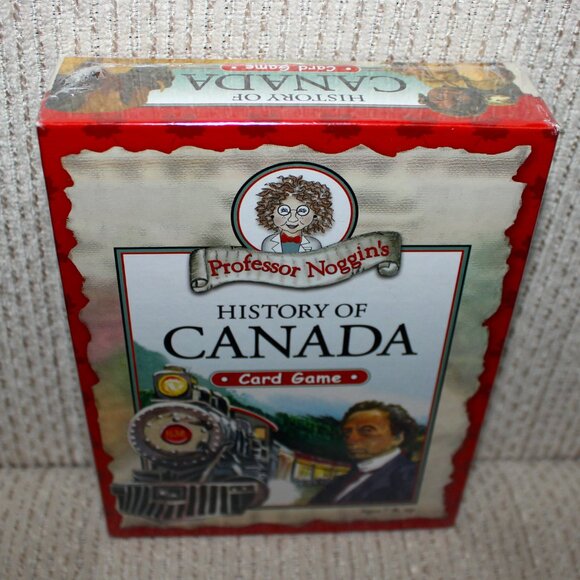 Card Game
CANADA
HISTORY OF
Professor Noggin's
HISTORY OF
CANADA
• Card Game •